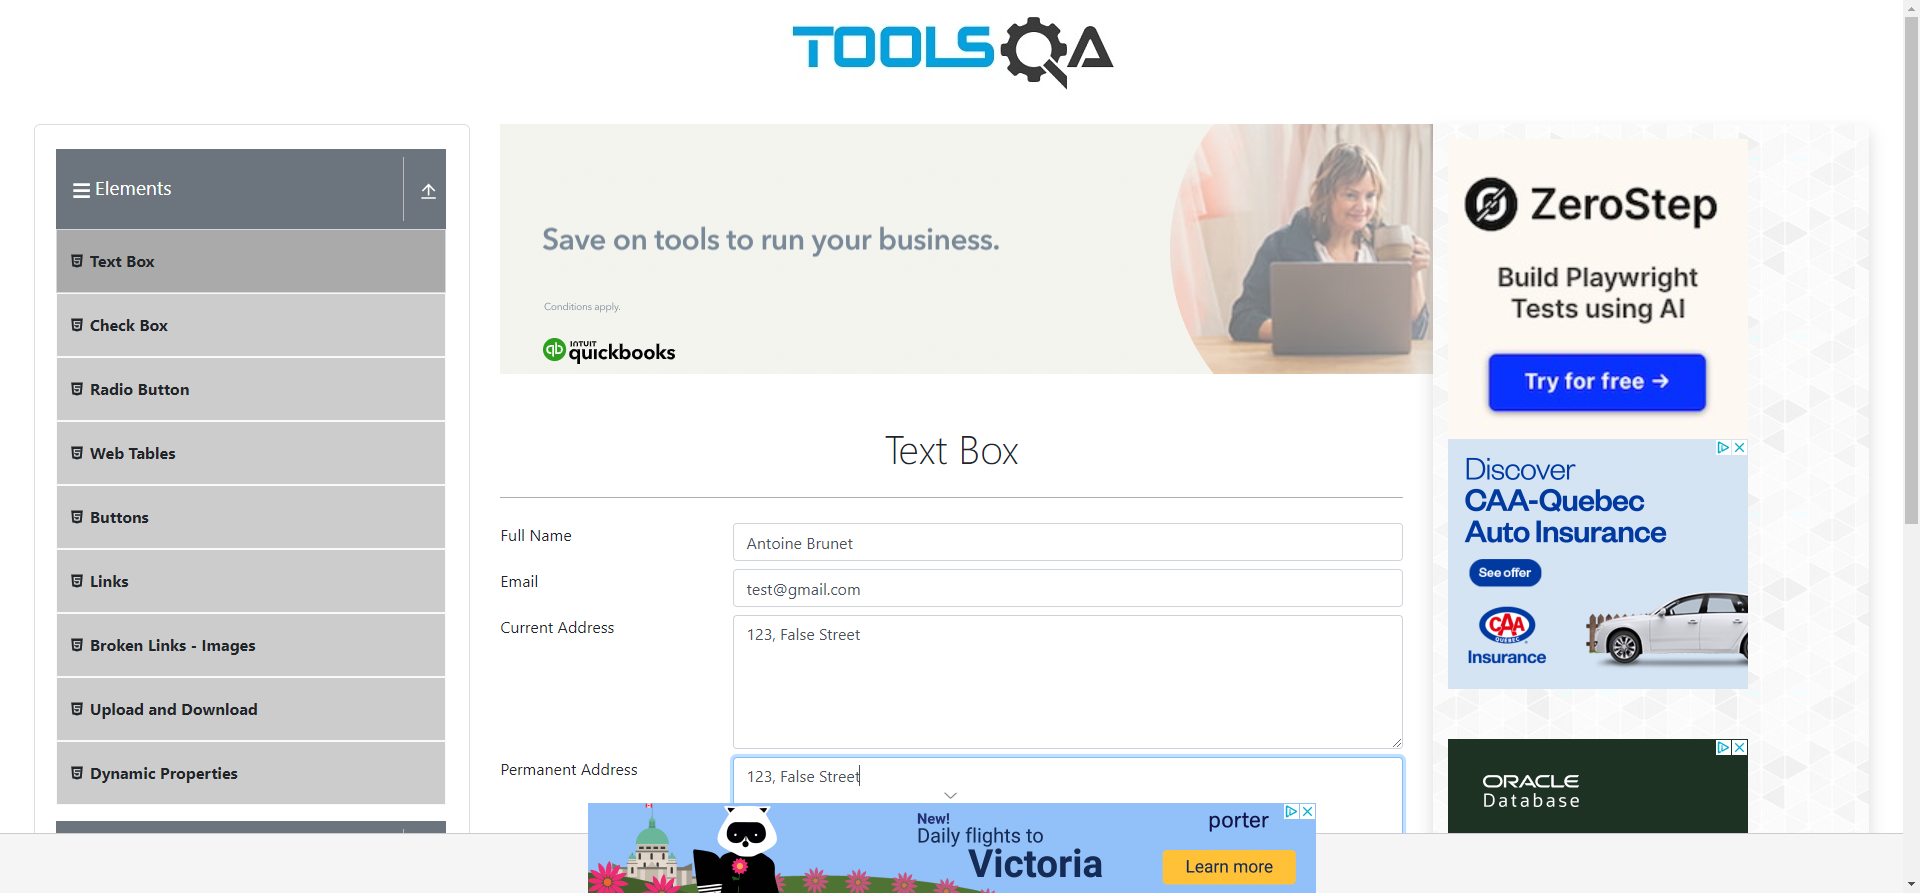 TOOLSQA
Elements
Text Box
Check Box
Radio Button
Web Tables
Buttons
Links
Broken Links - Images
Upload and Download
Dynamic Properties
Save on tools to run your business.
Conditions apply.
qb INTUIT
quickbooks
Text Box
Full Name
Antoine Brunet
Email
test@gmail.com
Current Address
123, False Street
Permanent Address
123, False Street
ZeroStep
Build Playwright
Tests using AI
Try for free →
Discover
CAA-Quebec
Auto Insurance
See offer
CAA
QUÉBEC
Insurance
ORACLE
Database
New!
Daily flights to
Victoria
porter
Learn more